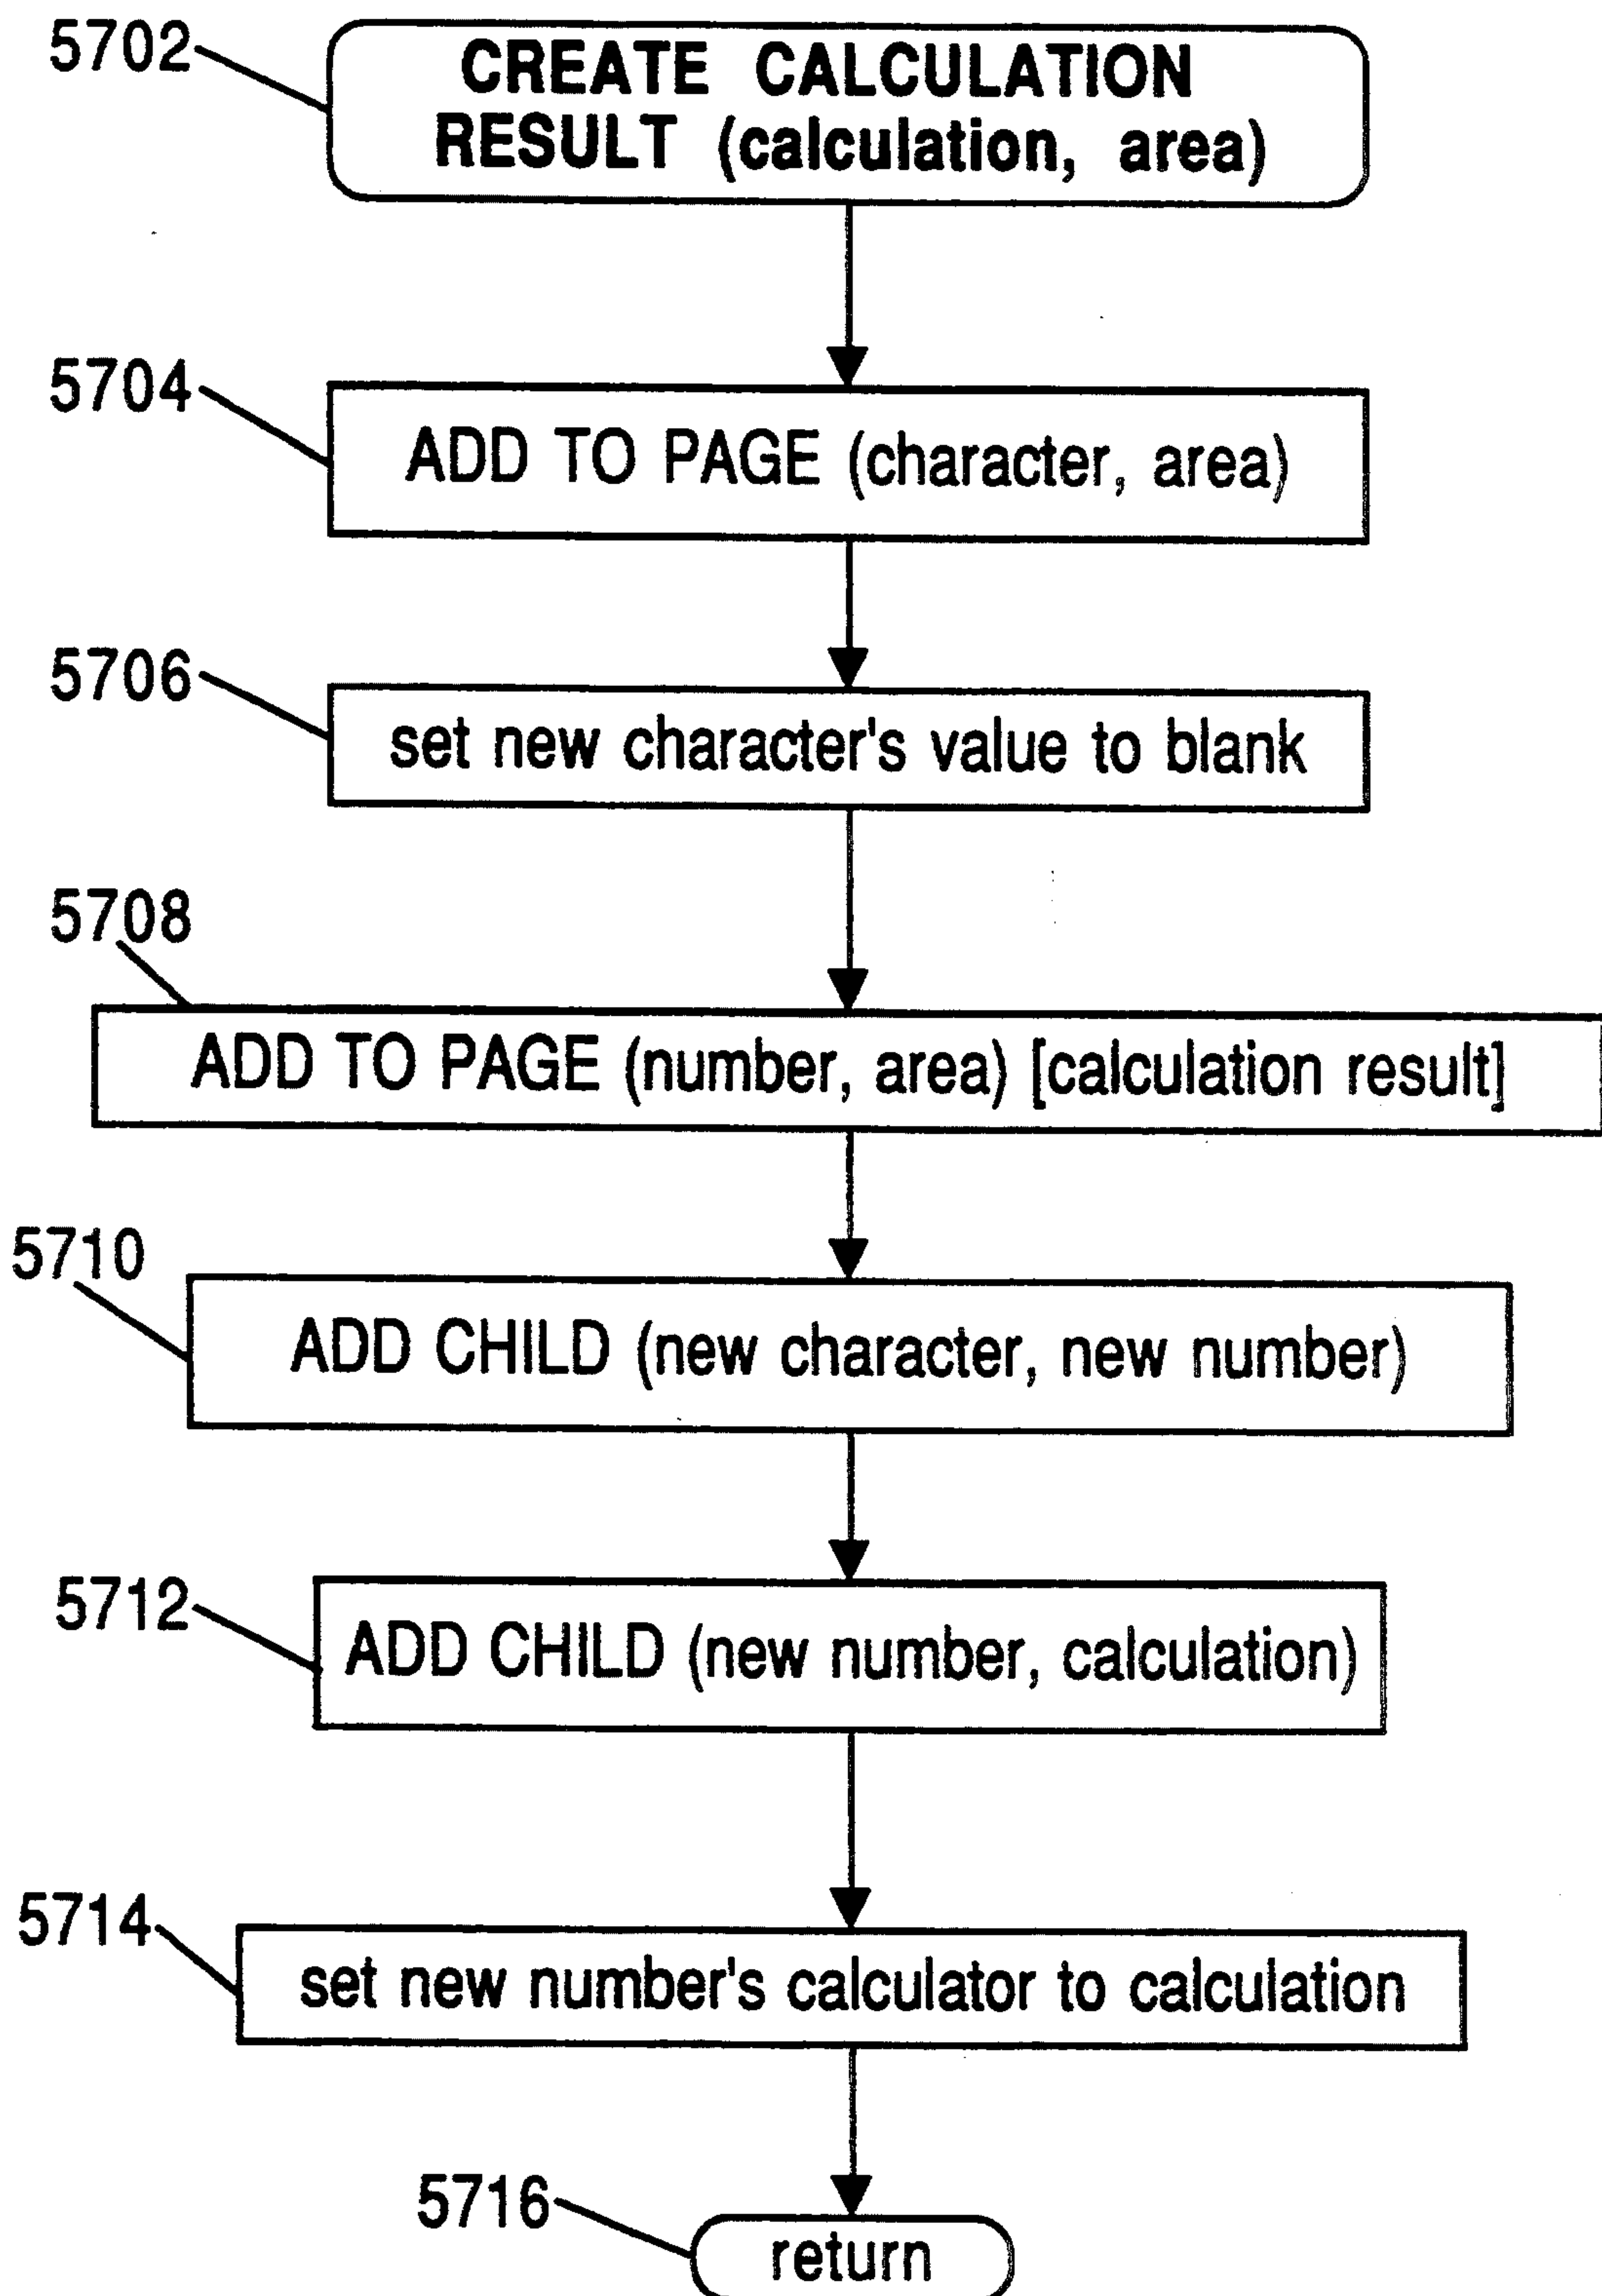 5702
CREATE CALCULATION
RESULT (calculation, area)
5704
ADD TO PAGE (character, area)
5706
set new character's value to blank
5708
ADD TO PAGE (number, area) [calculation result]
5710
ADD CHILD (new character, new number)
5712
ADD CHILD (new number, calculation)
5714
set new number's calculator to calculation
5716
return